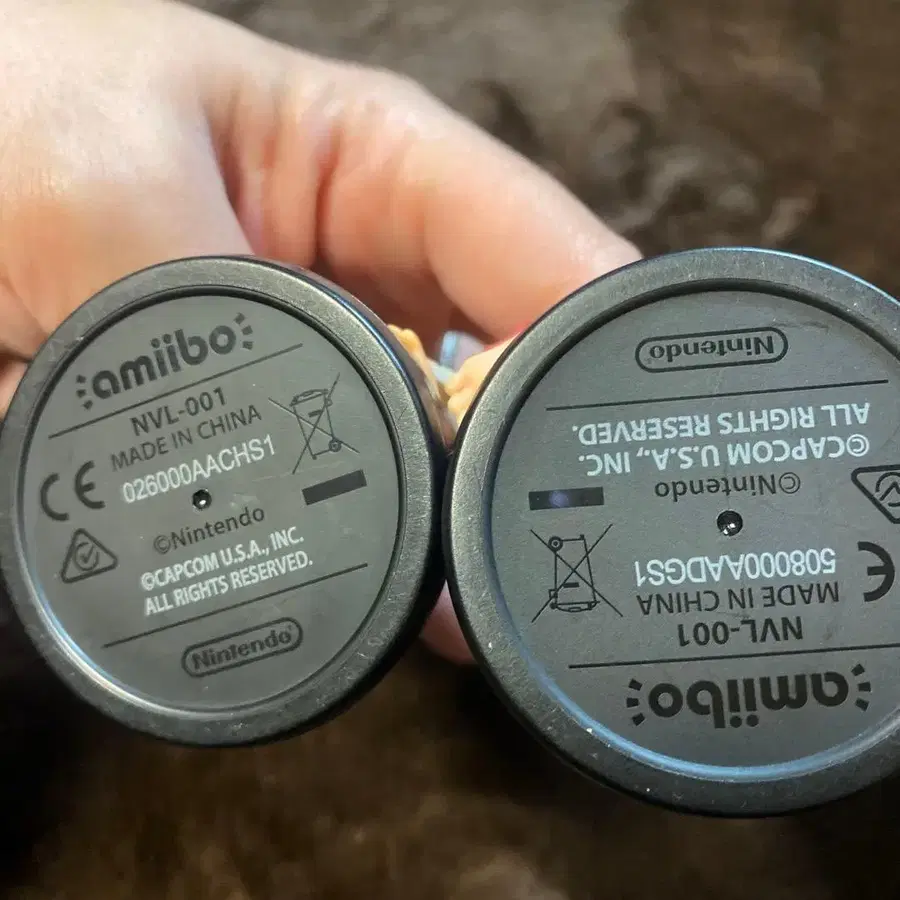 amiibo
NVL-001
MADE IN CHINA
026000AACHS1
CE
©Nintendo
©CAPCOM U.S.A., INC.
ALL RIGHTS RESERVED.
Nintendo
amiibo
NVL-001
MADE IN CHINA
508000AADGS1
CE
©Nintendo
©CAPCOM U.S.A., INC.
ALL RIGHTS RESERVED.
Nintendo